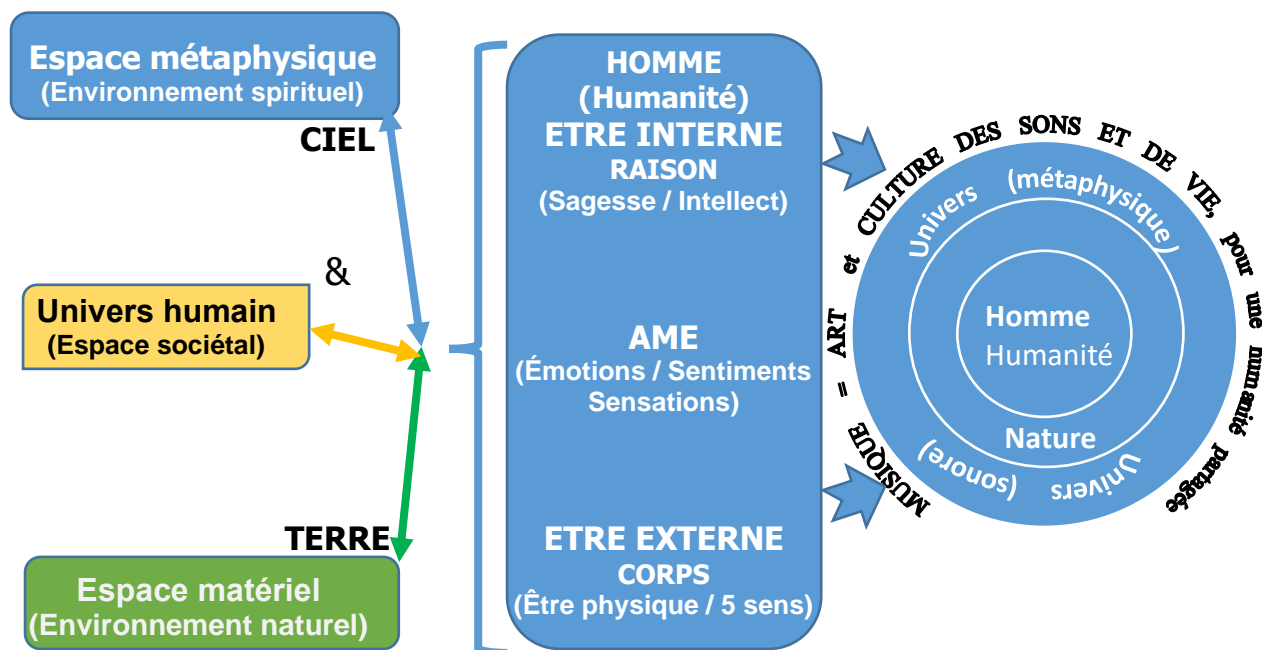 Espace métaphysique
(Environnement spirituel)
CIEL
&
Univers humain
(Espace sociétal)
TERRE
Espace matériel
(Environnement naturel)
HOMME
(Humanité)
ETRE INTERNE
RAISON
(Sagesse / Intellect)
AME
(Émotions / Sentiments
Sensations)
ETRE EXTERNE
CORPS
(Être physique / 5 sens)
MUSIQUE = ART et CULTURE DES SONS ET DE VIE, pour une humanité partagée
Univers (métaphysique)
Homme
Humanité
Nature
Univers (sonore)